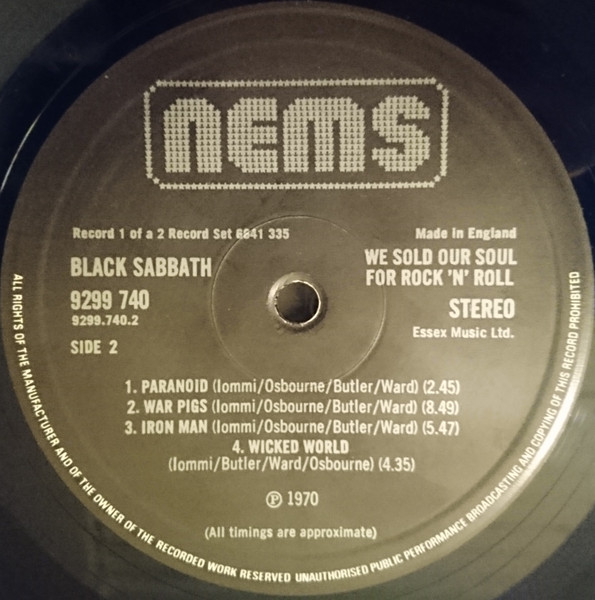 nems
Record 1 of a 2 Record Set 6641 335
Made in England
BLACK SABBATH
WE SOLD OUR SOUL
FOR ROCK 'N' ROLL
9299 740
9299.740.2
STEREO
Essex Music Ltd.
SIDE 2
1. PARANOID (Iommi/Osbourne/Butler/Ward) (2.45)
2. WAR PIGS (Iommi/Osbourne/Butler/Ward) (8.49)
3. IRON MAN (Iommi/Osbourne/Butler/Ward) (5.47)
4. WICKED WORLD
(Iommi/Butler/Ward/Osbourne) (4.35)
Ⓟ 1970
(All timings are approximate)
ALL RIGHTS OF THE MANUFACTURER AND OF THE OWNER OF THE RECORDED WORK RESERVED UNAUTHORISED PUBLIC PERFORMANCE BROADCASTING AND COPYING OF THIS RECORD PROHIBITED